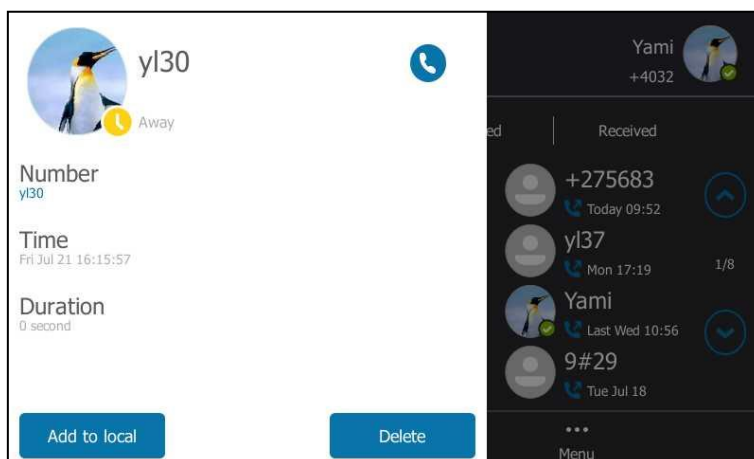 yl30
Away
Number
yl30
Time
Fri Jul 21 16:15:57
Duration
0 second
Add to local
Delete
Yami
+4032
ed
Received
+275683
Today 09:52
yl37
Mon 17:19
1/8
Yami
Last Wed 10:56
9#29
Tue Jul 18
Menu